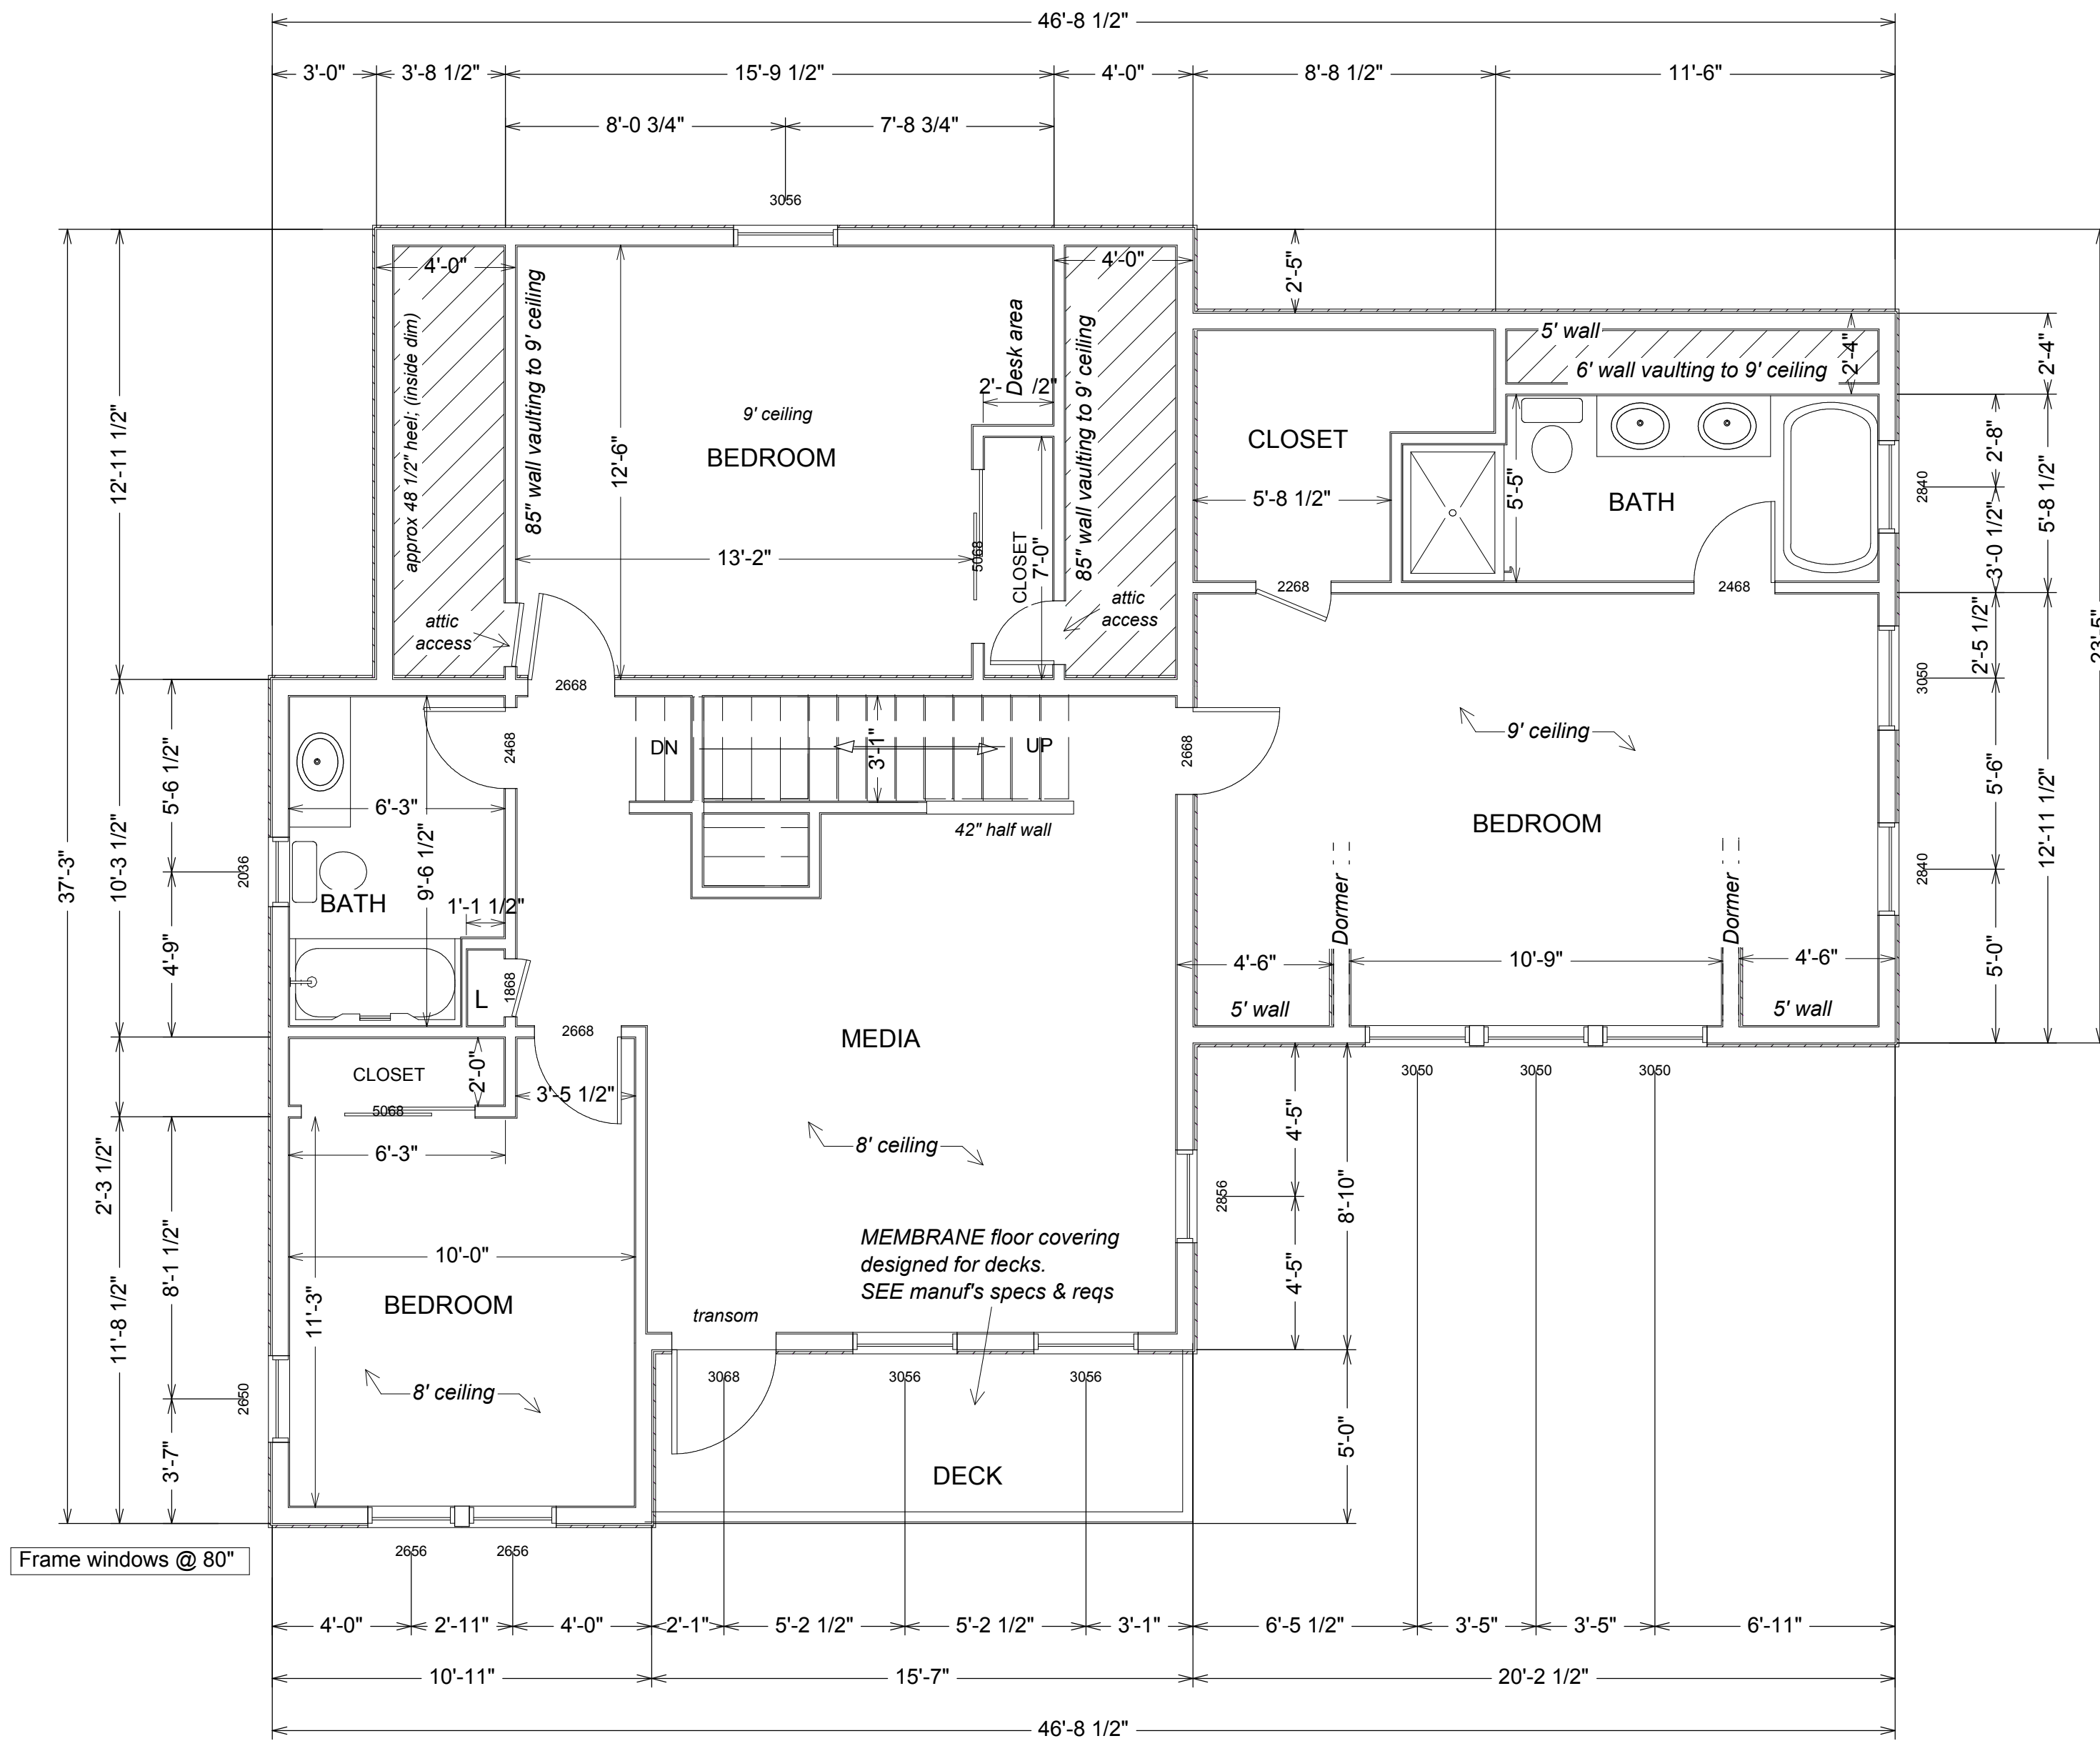 46'-8 1/2"
3'-0"
3'-8 1/2"
15'-9 1/2"
4'-0"
8'-8 1/2"
11'-6"
8'-0 3/4"
7'-8 3/4"
3056
4'-0"
4'-0"
2'-5"
approx 48 1/2" heel; (inside dim)
85" wall vaulting to 9' ceiling
Desk area
85" wall vaulting to 9' ceiling
5' wall
6' wall vaulting to 9' ceiling
2'-4"
2'-4"
2'- /2"
9' ceiling
BEDROOM
12'-6"
12'-11 1/2"
CLOSET
5'-8 1/2"
5'-5"
BATH
2'-8"
2840
3'-0 1/2"
5'-8 1/2"
13'-2"
5068
CLOSET
7'-0"
attic
access
attic
access
2268
2468
2'-5 1/2"
23'-5"
2668
3050
2468
DN
3'-1"
UP
2668
9' ceiling
5'-6 1/2"
5'-6"
6'-3"
42" half wall
BEDROOM
12'-11 1/2"
37'-3"
10'-3 1/2"
2036
9'-6 1/2"
2840
BATH
1'-1 1/2"
Dormer
Dormer
4'-9"
4'-6"
10'-9"
4'-6"
5'-0"
1868
L
5' wall
5' wall
2668
MEDIA
CLOSET
2'-0"
3'-5 1/2"
5068
3050
3050
3050
6'-3"
8' ceiling
4'-5"
2'-3 1/2"
2856
8'-10"
8'-1 1/2"
10'-0"
MEMBRANE floor covering
designed for decks.
SEE manuf's specs & reqs
4'-5"
11'-8 1/2"
11'-3"
BEDROOM
transom
8' ceiling
2650
3068
3056
3056
5'-0"
3'-7"
DECK
Frame windows @ 80"
2656
2656
4'-0"
2'-11"
4'-0"
2'-1"
5'-2 1/2"
5'-2 1/2"
3'-1"
6'-5 1/2"
3'-5"
3'-5"
6'-11"
10'-11"
15'-7"
20'-2 1/2"
46'-8 1/2"